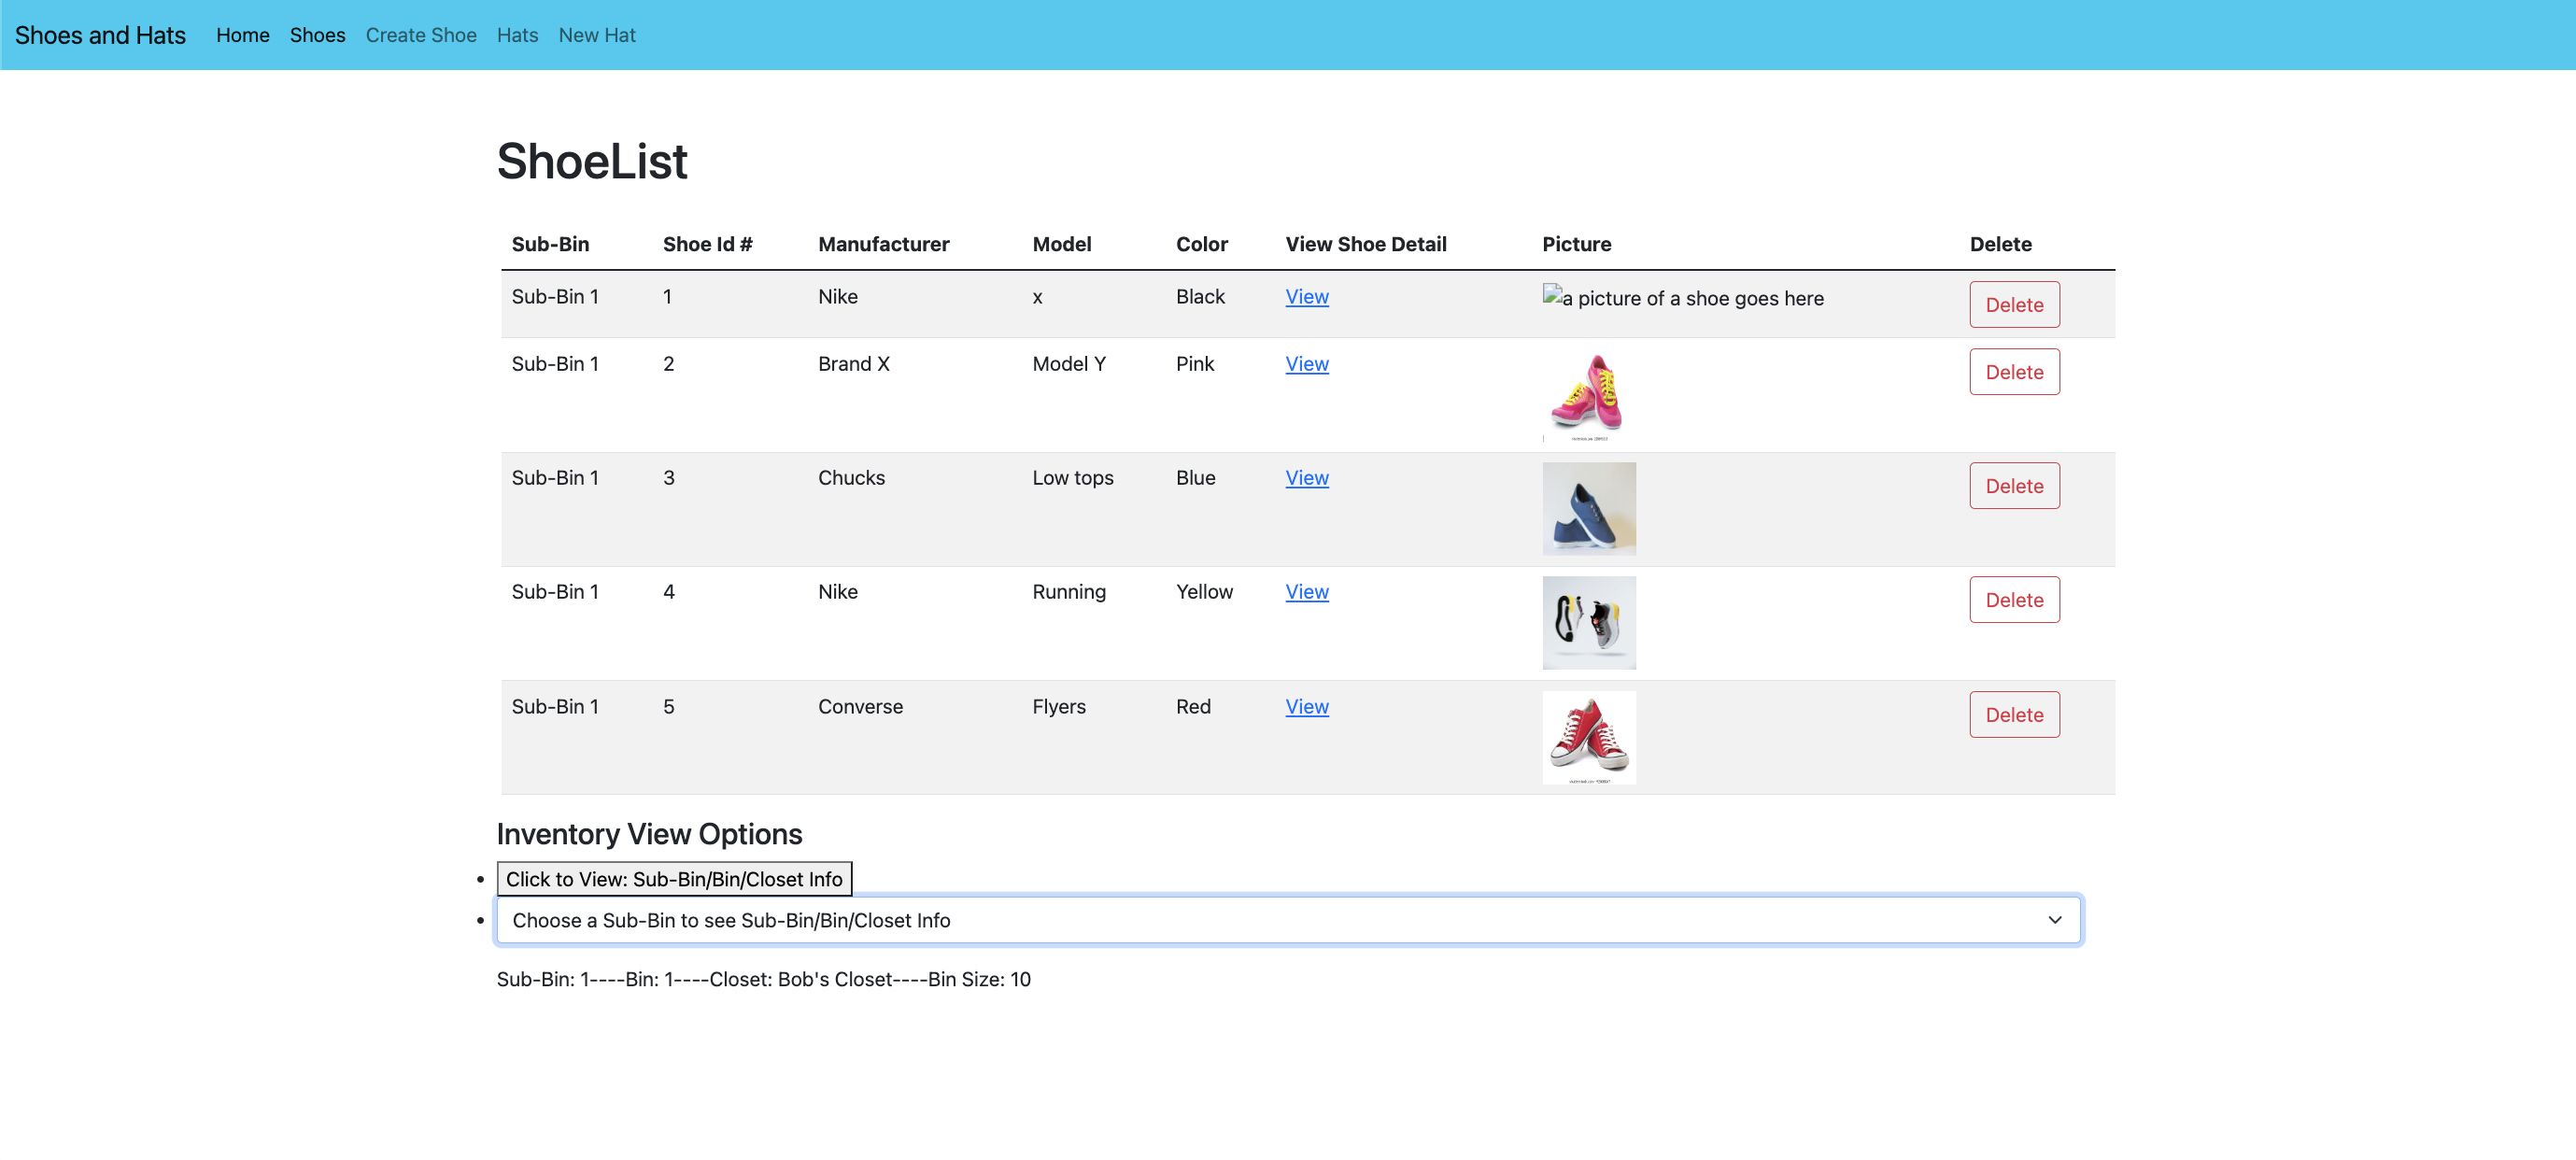 Shoes and Hats Home Shoes Create Shoe Hats New Hat
ShoeList
Sub-Bin Shoe Id # Manufacturer Model Color View Shoe Detail Picture Delete
Sub-Bin 1 1 Nike x Black View a picture of a shoe goes here Delete
Sub-Bin 1 2 Brand X Model Y Pink View Delete
Sub-Bin 1 3 Chucks Low tops Blue View Delete
Sub-Bin 1 4 Nike Running Yellow View Delete
Sub-Bin 1 5 Converse Flyers Red View Delete
Inventory View Options
Click to View: Sub-Bin/Bin/Closet Info
Choose a Sub-Bin to see Sub-Bin/Bin/Closet Info
Sub-Bin: 1----Bin: 1----Closet: Bob's Closet----Bin Size: 10